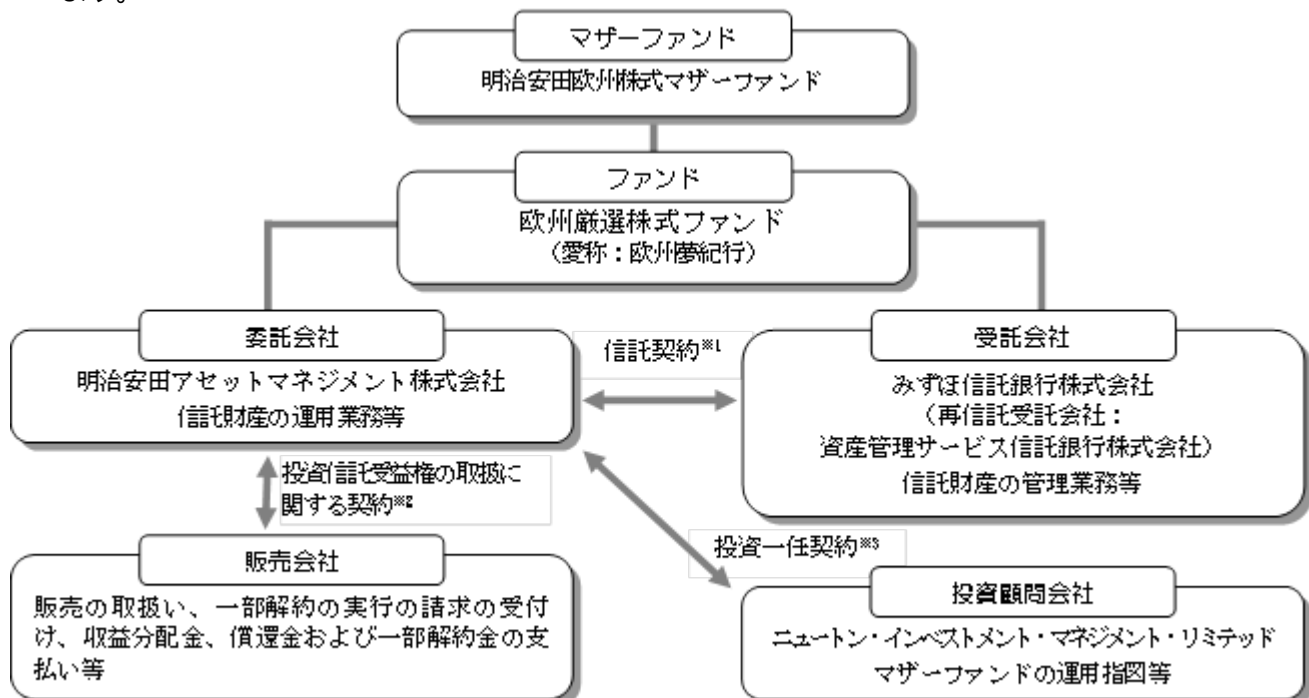 ます。
マザーファンド
明治安田欧州株式マザーファンド
ファンド
欧州厳選株式ファンド
(愛称:欧州夢紀行)
委託会社
明治安田アセットマネジメント株式会社
信託財産の運用業務等
信託契約※1
受託会社
みずほ信託銀行株式会社
(再信託受託会社:
資産管理サービス信託銀行株式会社)
信託財産の管理業務等
投資信託受益権の取扱に
関する契約※2
投資一任契約※3
販売会社
販売の取扱い、一部解約の実行の請求の受付
け、収益分配金、償還金および一部解約金の支
払い等
投資顧問会社
ニュートン・インベストメント・マネジメント・リミテッド
マザーファンドの運用指図等